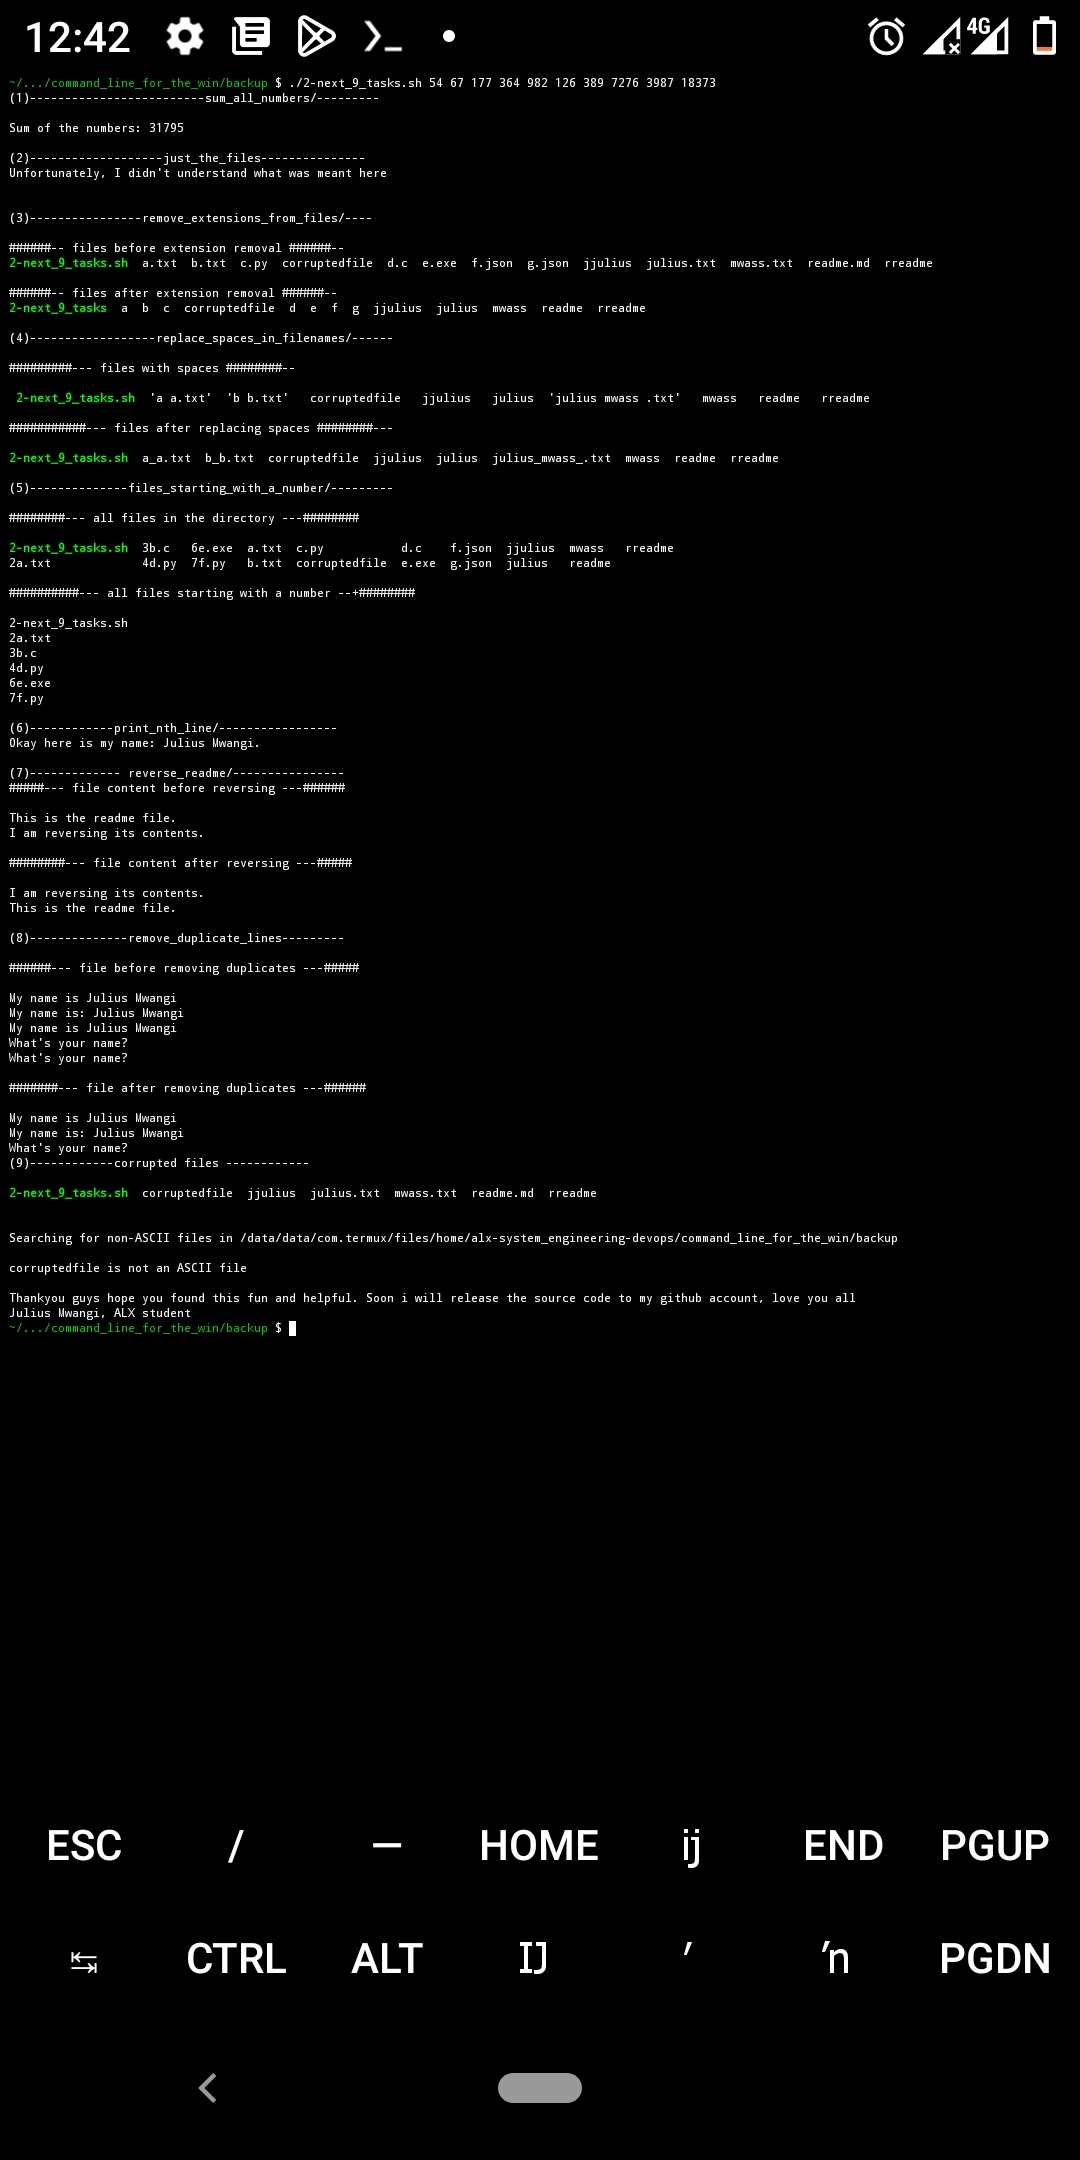 12:42 4G
~/.../command_line_for_the_win/backup $ ./2-next_9_tasks.sh 54 67 177 364 982 126 389 7276 3987 18373
(1)-------------------------sum_all_numbers/---------
Sum of the numbers: 31795
(2)-------------------just_the_files---------------
Unfortunately, I didn't understand what was meant here
(3)----------------remove_extensions_from_files/----
######-- files before extension removal ######--
2-next_9_tasks.sh  a.txt  b.txt  c.py  corruptedfile  d.c  e.exe  f.json  g.json  jjulius  julius.txt  mwass.txt  readme.md  rreadme
######-- files after extension removal ######--
2-next_9_tasks  a  b  c  corruptedfile  d  e  f  g  jjulius  julius  mwass  readme  rreadme
(4)------------------replace_spaces_in_filenames/------
#########--- files with spaces ########--
2-next_9_tasks.sh  'a a.txt'  'b b.txt'   corruptedfile   jjulius   julius  'julius mwass .txt'   mwass   readme   rreadme
###########--- files after replacing spaces ########---
2-next_9_tasks.sh  a_a.txt  b_b.txt  corruptedfile  jjulius  julius  julius_mwass_.txt  mwass  readme  rreadme
(5)--------------files_starting_with_a_number/---------
########--- all files in the directory ---########
2-next_9_tasks.sh  3b.c   6e.exe  a.txt  c.py           d.c    f.json  jjulius  mwass   rreadme
2a.txt             4d.py  7f.py   b.txt  corruptedfile  e.exe  g.json  julius   readme
##########--- all files starting with a number --+########
2-next_9_tasks.sh
2a.txt
3b.c
4d.py
6e.exe
7f.py
(6)------------print_nth_line/-----------------
Okay here is my name: Julius Mwangi.
(7)------------- reverse_readme/----------------
#####--- file content before reversing ---######
This is the readme file.
I am reversing its contents.
########--- file content after reversing ---#####
I am reversing its contents.
This is the readme file.
(8)--------------remove_duplicate_lines---------
######--- file before removing duplicates ---#####
My name is Julius Mwangi
My name is: Julius Mwangi
My name is Julius Mwangi
What's your name?
What's your name?
#######--- file after removing duplicates ---######
My name is Julius Mwangi
My name is: Julius Mwangi
What's your name?
(9)------------corrupted files ------------
2-next_9_tasks.sh  corruptedfile  jjulius  julius.txt  mwass.txt  readme.md  rreadme
Searching for non-ASCII files in /data/data/com.termux/files/home/alx-system_engineering-devops/command_line_for_the_win/backup
corruptedfile is not an ASCII file
Thankyou guys hope you found this fun and helpful. Soon i will release the source code to my github account, love you all
Julius Mwangi, ALX student
~/.../command_line_for_the_win/backup $
ESC / — HOME ĳ END PGUP
↹ CTRL ALT Ĳ ′ ŉ PGDN